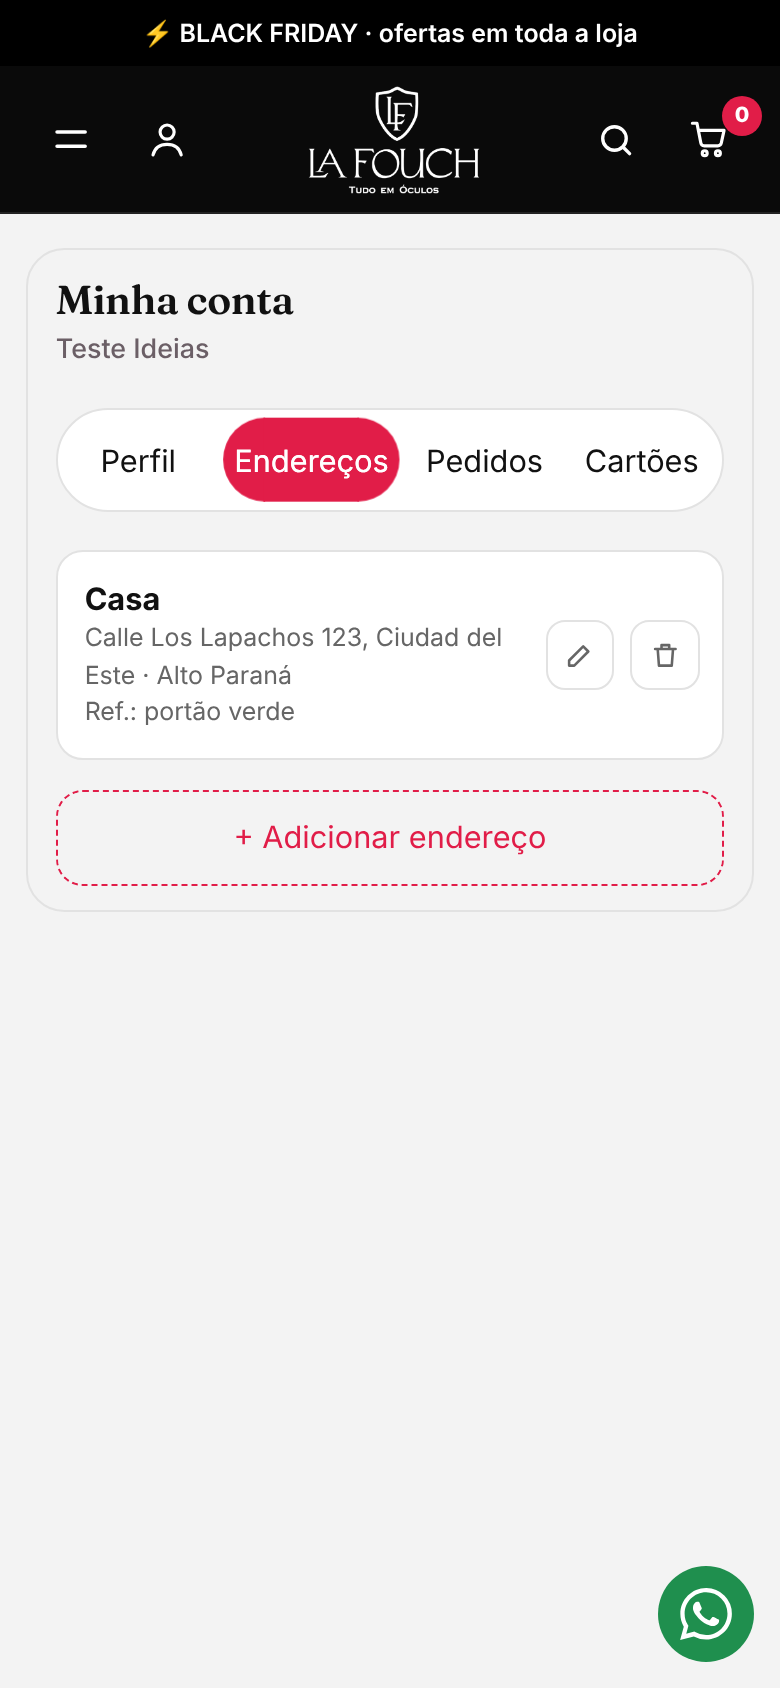 ⚡ BLACK FRIDAY · ofertas em toda a loja
0
LF
LA FOUCH
Tudo em Óculos
Minha conta
Teste Ideias
Perfil Endereços Pedidos Cartões
Casa
Calle Los Lapachos 123, Ciudad del
Este · Alto Paraná
Ref.: portão verde
+ Adicionar endereço